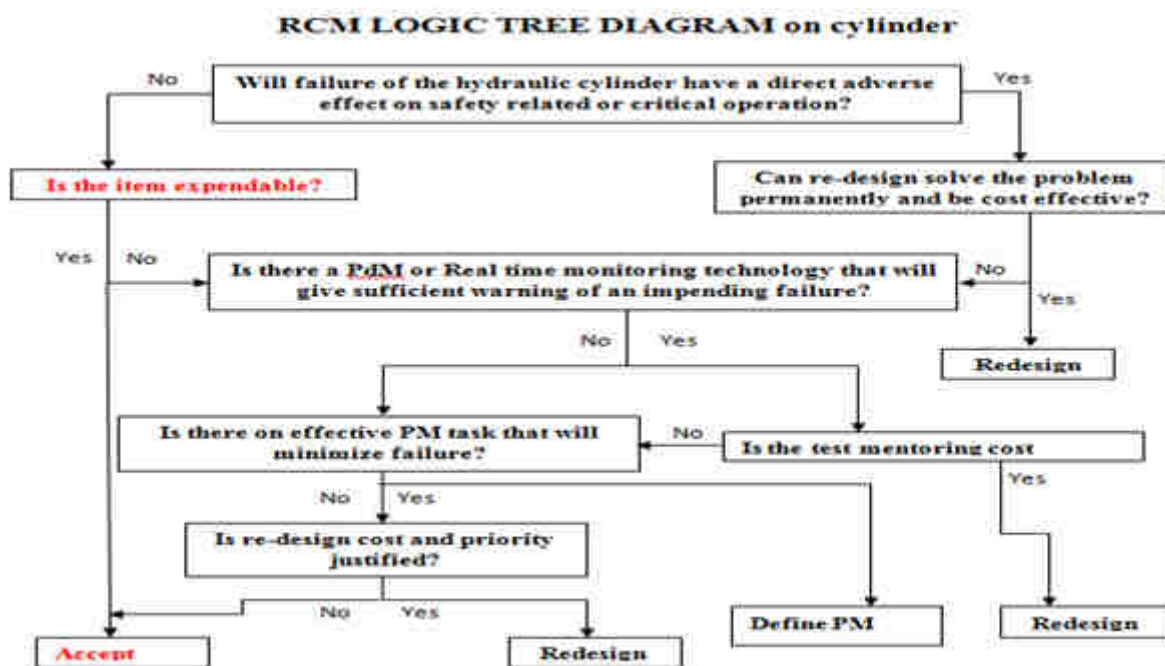 RCM LOGIC TREE DIAGRAM on cylinder
No
Will failure of the hydraulic cylinder have a direct adverse
effect on safety related or critical operation?
Yes
Is the item expendable?
Can re-design solve the problem
permanently and be cost effective?
Yes
No
Is there a PdM or Real time monitoring technology that will
give sufficient warning of an impending failure?
No
Yes
No
Yes
Redesign
Is there on effective PM task that will
minimize failure?
No
Is the test mentoring cost
No
Yes
Yes
Is re-design cost and priority
justified?
No
Yes
Accept
Redesign
Define PM
Redesign